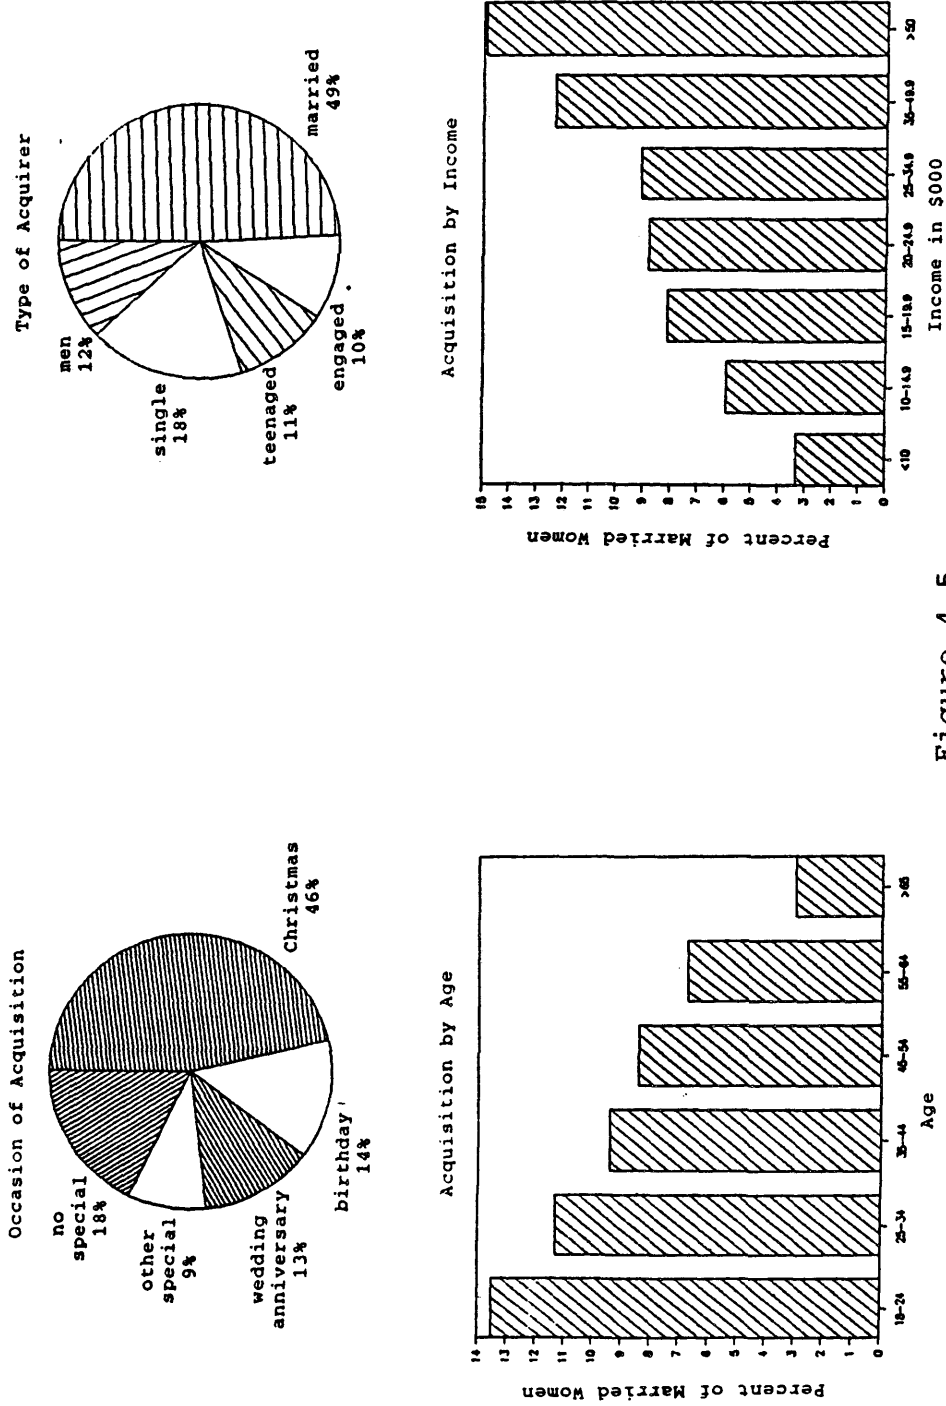 Occasion of Acquisition
no
special
18%
other
special
9%
wedding
anniversary
13%
birthday
14%
Christmas
46%
Type of Acquirer
men
12%
single
18%
teenaged
11%
engaged
10%
married
49%
Acquisition by Age
Percent of Married Women
14
13
12
11
10
9
8
7
6
5
4
3
2
1
0
18-24
25-34
35-44
45-54
55-64
>65
Age
Acquisition by Income
Percent of Married Women
15
14
13
12
11
10
9
8
7
6
5
4
3
2
1
0
<10
10-14.9
15-19.9
20-24.9
25-34.9
35-49.9
>50
Income in $000
Figure 4.5